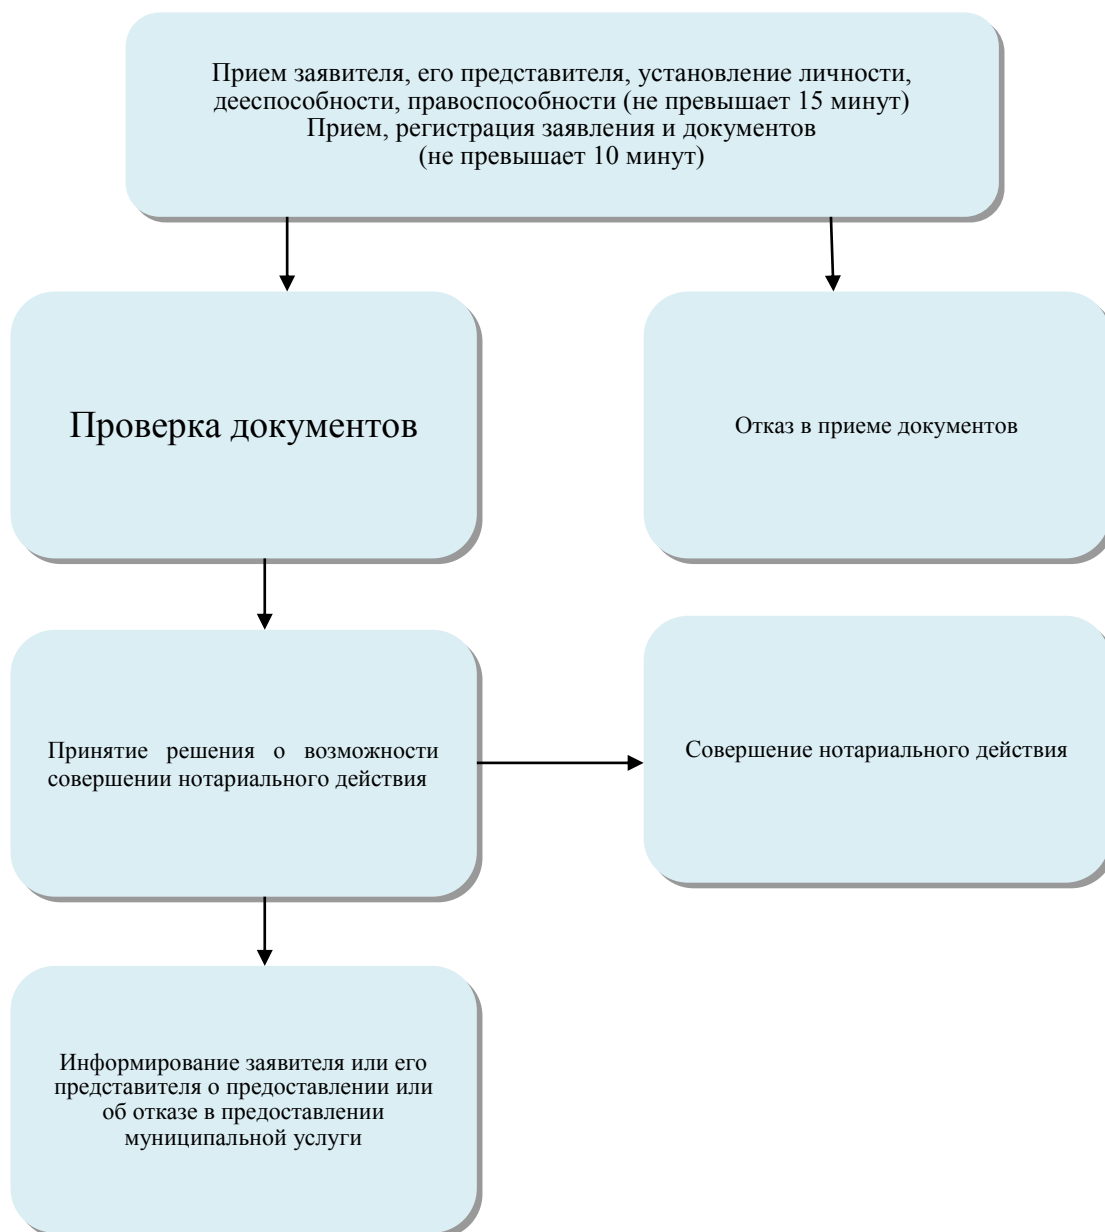 Прием заявителя, его представителя, установление личности,
дееспособности, правоспособности (не превышает 15 минут)
Прием, регистрация заявления и документов
(не превышает 10 минут)
Проверка документов
Отказ в приеме документов
Принятие решения о возможности
совершении нотариального действия
Совершение нотариального действия
Информирование заявителя или его
представителя о предоставлении или
об отказе в предоставлении
муниципальной услуги